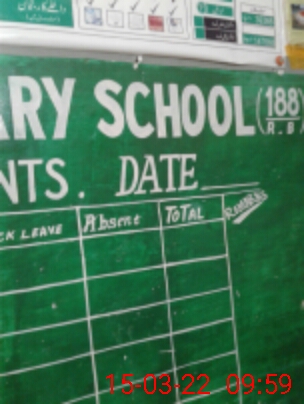 ARY SCHOOL (188)
R.B
NTS. DATE
CK LEAVE Absent TOTAL REMARKS
15-03-22 09:59